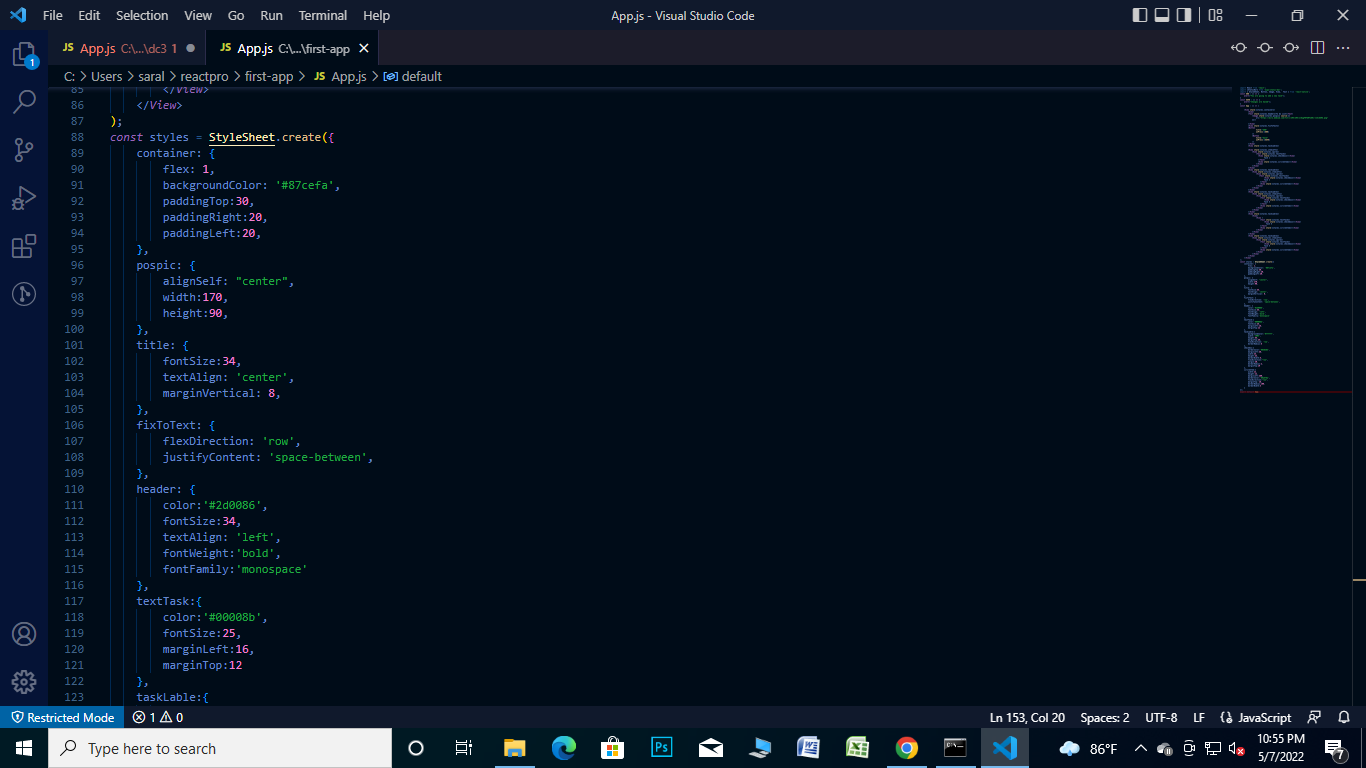 File Edit Selection View Go Run Terminal Help App.js - Visual Studio Code
JS App.js C:\...\dc3 1 JS App.js C:\...\first-app
C: > Users > saral > reactpro > first-app > JS App.js > default
85 </View>
86 </View>
87 );
88 const styles = StyleSheet.create({
89 container: {
90 flex: 1,
91 backgroundColor: '#87cefa',
92 paddingTop:30,
93 paddingRight:20,
94 paddingLeft:20,
95 },
96 pospic: {
97 alignSelf: "center",
98 width:170,
99 height:90,
100 },
101 title: {
102 fontSize:34,
103 textAlign: 'center',
104 marginVertical: 8,
105 },
106 fixToText: {
107 flexDirection: 'row',
108 justifyContent: 'space-between',
109 },
110 header: {
111 color:'#2d0086',
112 fontSize:34,
113 textAlign: 'left',
114 fontWeight:'bold',
115 fontFamily:'monospace'
116 },
117 textTask:{
118 color:'#00008b',
119 fontSize:25,
120 marginLeft:16,
121 marginTop:12
122 },
123 taskLable:{
1
Restricted Mode 1 0 Ln 153, Col 20 Spaces: 2 UTF-8 LF JavaScript
Type here to search
Ps
86°F
10:55 PM
5/7/2022
7